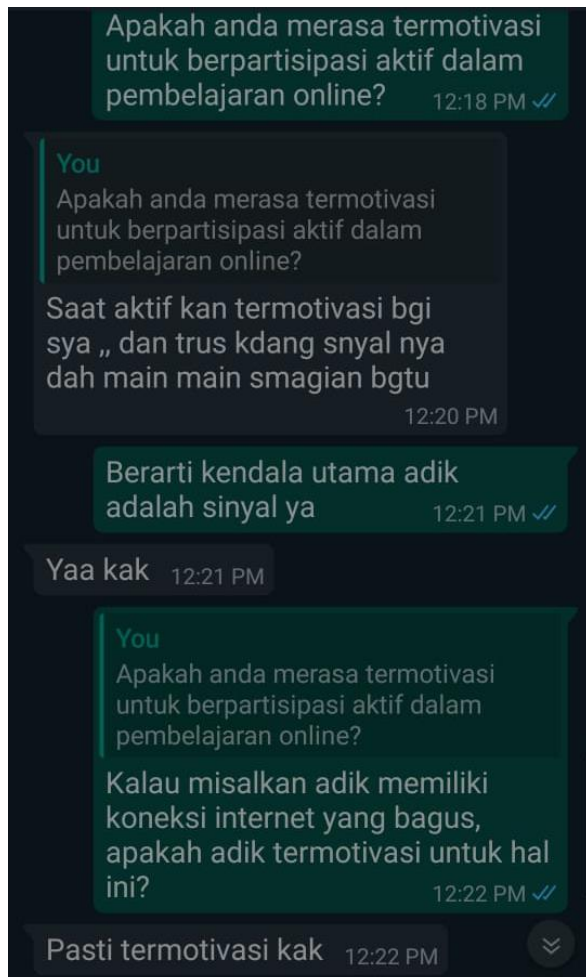 Apakah anda merasa termotivasi
untuk berpartisipasi aktif dalam
pembelajaran online?
12:18 PM
You
Apakah anda merasa termotivasi
untuk berpartisipasi aktif dalam
pembelajaran online?
Saat aktif kan termotivasi bgi
sya ,, dan trus kdang snyal nya
dah main main smagian bgtu
12:20 PM
Berarti kendala utama adik
adalah sinyal ya
12:21 PM
Yaa kak 12:21 PM
You
Apakah anda merasa termotivasi
untuk berpartisipasi aktif dalam
pembelajaran online?
Kalau misalkan adik memiliki
koneksi internet yang bagus,
apakah adik termotivasi untuk hal
ini?
12:22 PM
Pasti termotivasi kak 12:22 PM